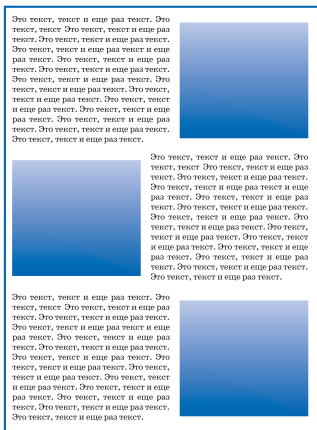 Это текст, текст и еще раз текст. Это
текст, текст Это текст, текст и еще раз
текст. Это текст, текст и еще раз текст.
Это текст, текст и еще раз текст и еще
раз текст. Это текст, текст и еще раз
текст. Это текст, текст и еще раз текст.
Это текст, текст и еще раз текст. Это
текст, текст и еще раз текст. Это текст,
текст и еще раз текст. Это текст, текст
и еще раз текст. Это текст, текст и еще
раз текст. Это текст, текст и еще раз
текст. Это текст, текст и еще раз текст.
Это текст, текст и еще раз текст.
Это текст, текст и еще раз текст. Это
текст, текст Это текст, текст и еще раз
текст. Это текст, текст и еще раз текст.
Это текст, текст и еще раз текст и еще
раз текст. Это текст, текст и еще раз
текст. Это текст, текст и еще раз текст.
Это текст, текст и еще раз текст. Это
текст, текст и еще раз текст. Это текст,
текст и еще раз текст. Это текст, текст
и еще раз текст. Это текст, текст и еще
раз текст. Это текст, текст и еще раз
текст. Это текст, текст и еще раз текст.
Это текст, текст и еще раз текст.
Это текст, текст и еще раз текст. Это
текст, текст Это текст, текст и еще раз
текст. Это текст, текст и еще раз текст.
Это текст, текст и еще раз текст и еще
раз текст. Это текст, текст и еще раз
текст. Это текст, текст и еще раз текст.
Это текст, текст и еще раз текст. Это
текст, текст и еще раз текст. Это текст,
текст и еще раз текст. Это текст, текст
и еще раз текст. Это текст, текст и еще
раз текст. Это текст, текст и еще раз
текст. Это текст, текст и еще раз текст.
Это текст, текст и еще раз текст.